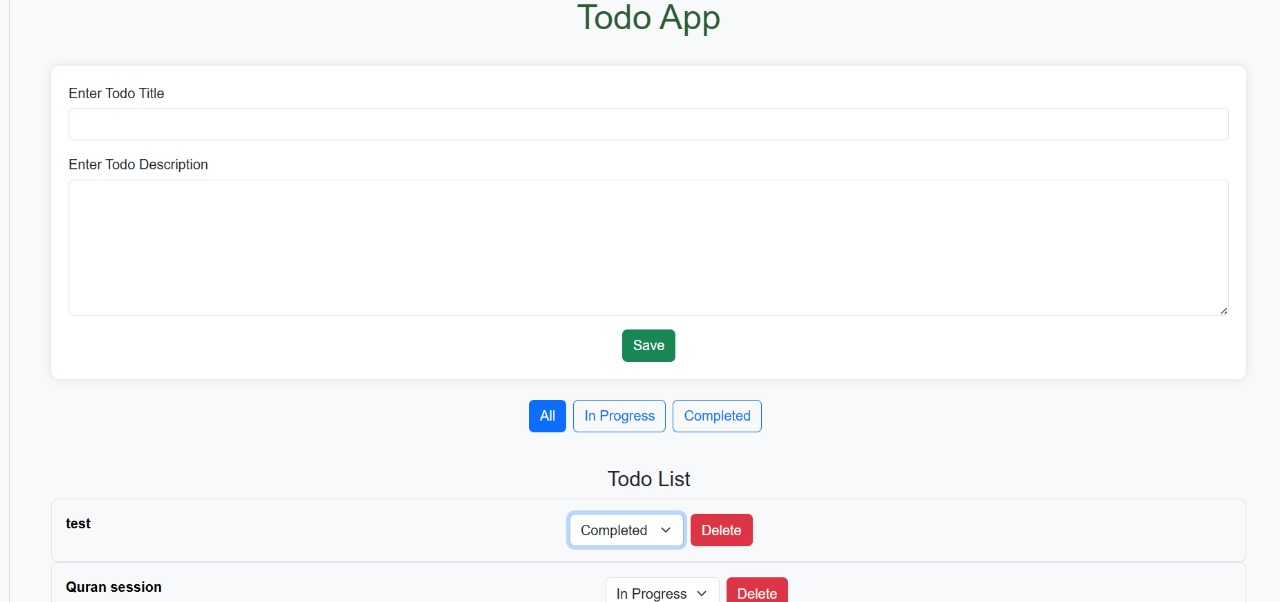 Todo App
Enter Todo Title
Enter Todo Description
Save
All In Progress Completed
Todo List
test Completed Delete
Quran session In Progress Delete